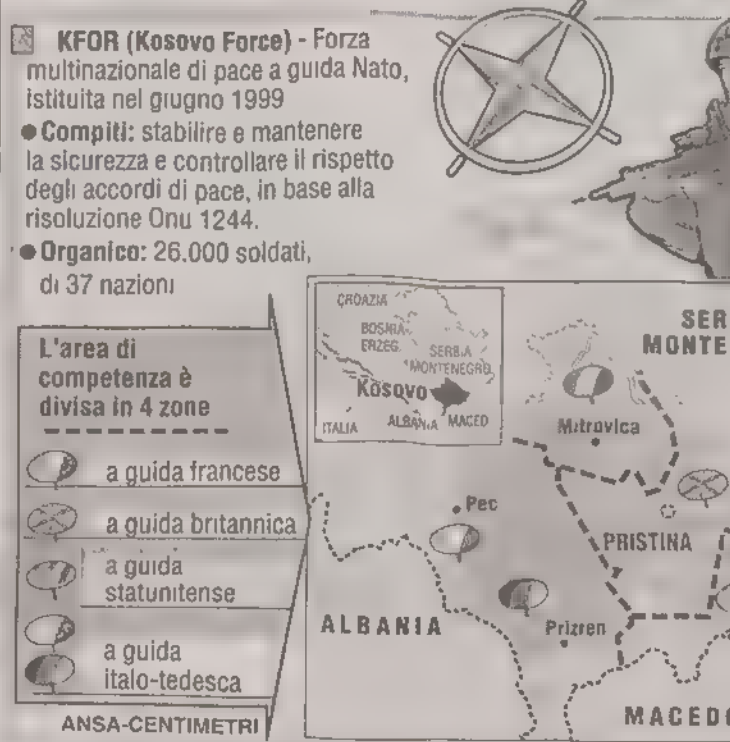 KFOR (Kosovo Force) - Forza
multinazionale di pace a guida Nato,
istituita nel giugno 1999
● Compiti: stabilire e mantenere
la sicurezza e controllare il rispetto
degli accordi di pace, in base alla
risoluzione Onu 1244.
● Organico: 26.000 soldati,
di 37 nazioni
L'area di
competenza è
divisa in 4 zone
a guida francese
a guida britannica
a guida
statunitense
a guida
italo-tedesca
ANSA-CENTIMETRI
CROAZIA
BOSNIA-
ERZEG.
SERBIA
MONTENEGRO
Kosovo
ITALIA
ALBANIA
MACED
SER
MONTE
Mitrovica
Pec
PRISTINA
ALBANIA
Prizren
MACEDO